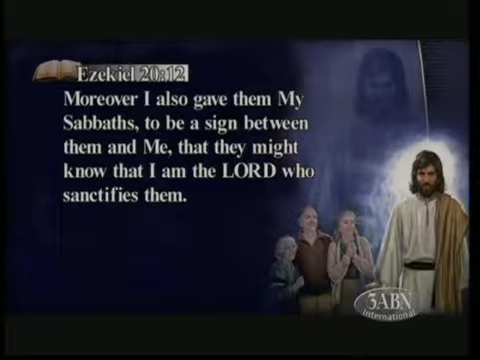 Ezekiel 20:12
Moreover I also gave them My
Sabbaths, to be a sign between
them and Me, that they might
know that I am the LORD who
sanctifies them.
3ABN
International